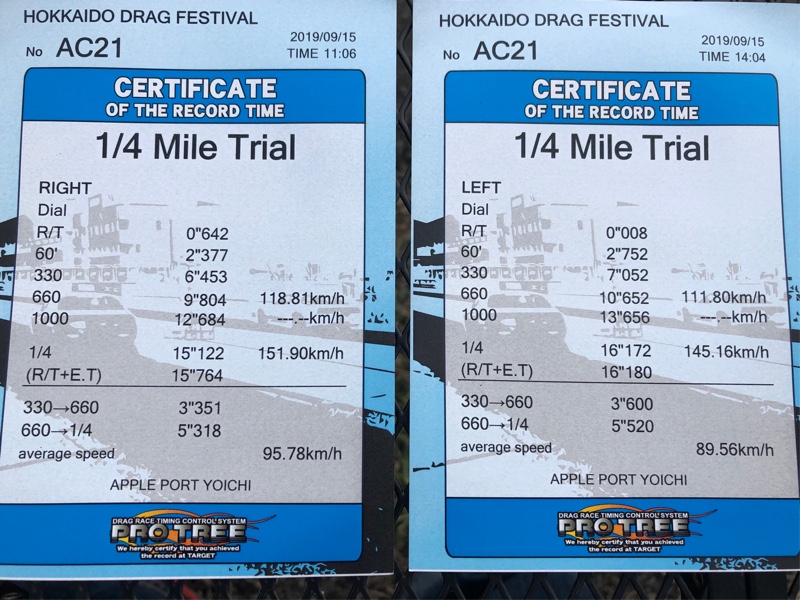 HOKKAIDO DRAG FESTIVAL
2019/09/15
No AC21
TIME 11:06
CERTIFICATE
OF THE RECORD TIME
1/4 Mile Trial
RIGHT
Dial
R/T 0"642
60' 2"377
330 6"453
660 9"804 118.81km/h
1000 12"684 ---.--km/h
1/4 15"122 151.90km/h
(R/T+E.T) 15"764
330→660 3"351
660→1/4 5"318
average speed 95.78km/h
APPLE PORT YOICHI
DRAG RACE TIMING CONTROL SYSTEM
PRO TREE
We hereby certify that you achieved
the record at TARGET
HOKKAIDO DRAG FESTIVAL
2019/09/15
No AC21
TIME 14:04
CERTIFICATE
OF THE RECORD TIME
1/4 Mile Trial
LEFT
Dial
R/T 0"008
60' 2"752
330 7"052
660 10"652 111.80km/h
1000 13"656 ---.--km/h
1/4 16"172 145.16km/h
(R/T+E.T) 16"180
330→660 3"600
660→1/4 5"520
average speed 89.56km/h
APPLE PORT YOICHI
DRAG RACE TIMING CONTROL SYSTEM
PRO TREE
We hereby certify that you achieved
the record at TARGET